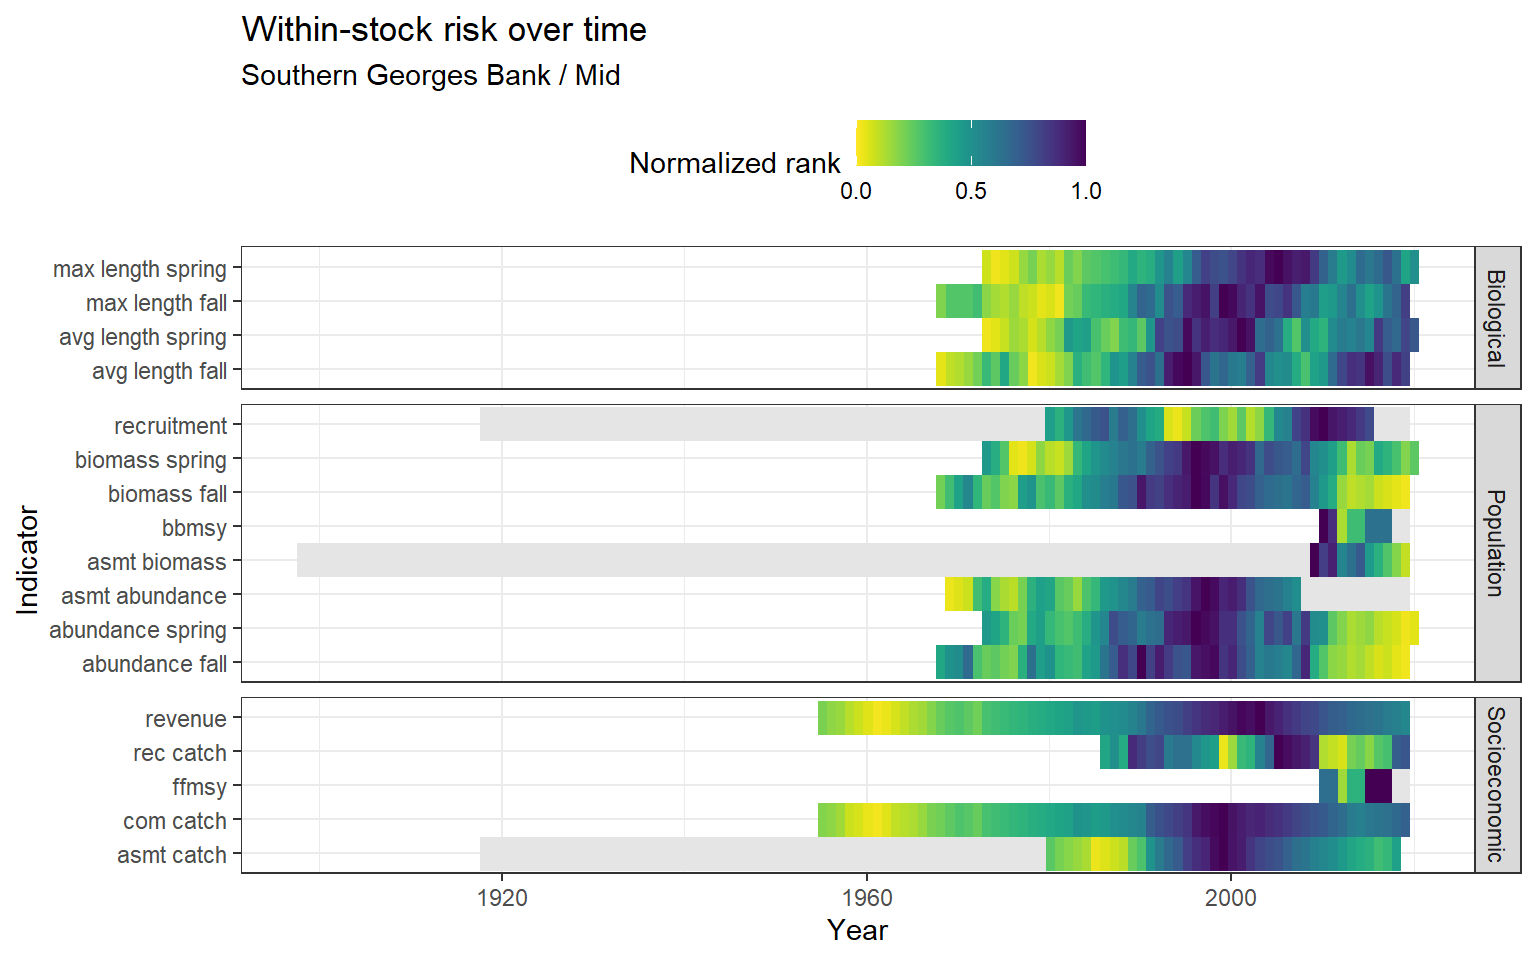 Within-stock risk over time
Southern Georges Bank / Mid
Normalized rank
0.0 0.5 1.0
Indicator
max length spring
max length fall
avg length spring
avg length fall
Biological
recruitment
biomass spring
biomass fall
bbmsy
asmt biomass
asmt abundance
abundance spring
abundance fall
Population
revenue
rec catch
ffmsy
com catch
asmt catch
Socioeconomic
1920 1960 2000
Year